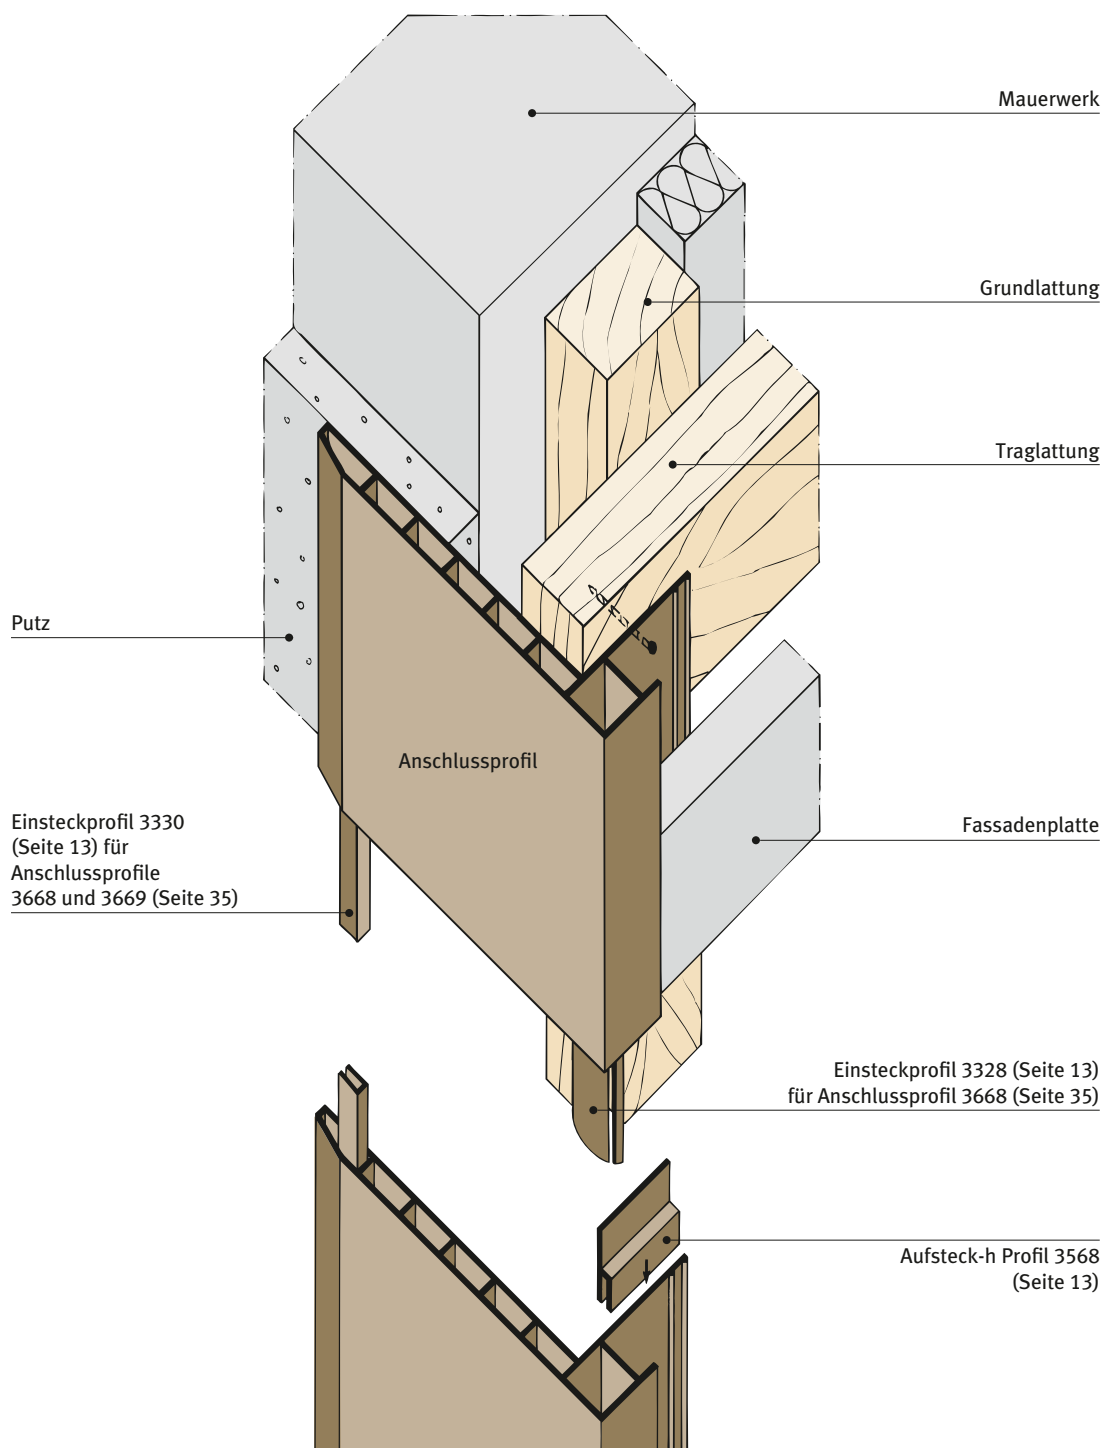 Mauerwerk
Grundlattung
Traglattung
Putz
Anschlussprofil
Einsteckprofil 3330
(Seite 13) für
Anschlussprofile
3668 und 3669 (Seite 35)
Fassadenplatte
Einsteckprofil 3328 (Seite 13)
für Anschlussprofil 3668 (Seite 35)
Aufsteck-h Profil 3568
(Seite 13)